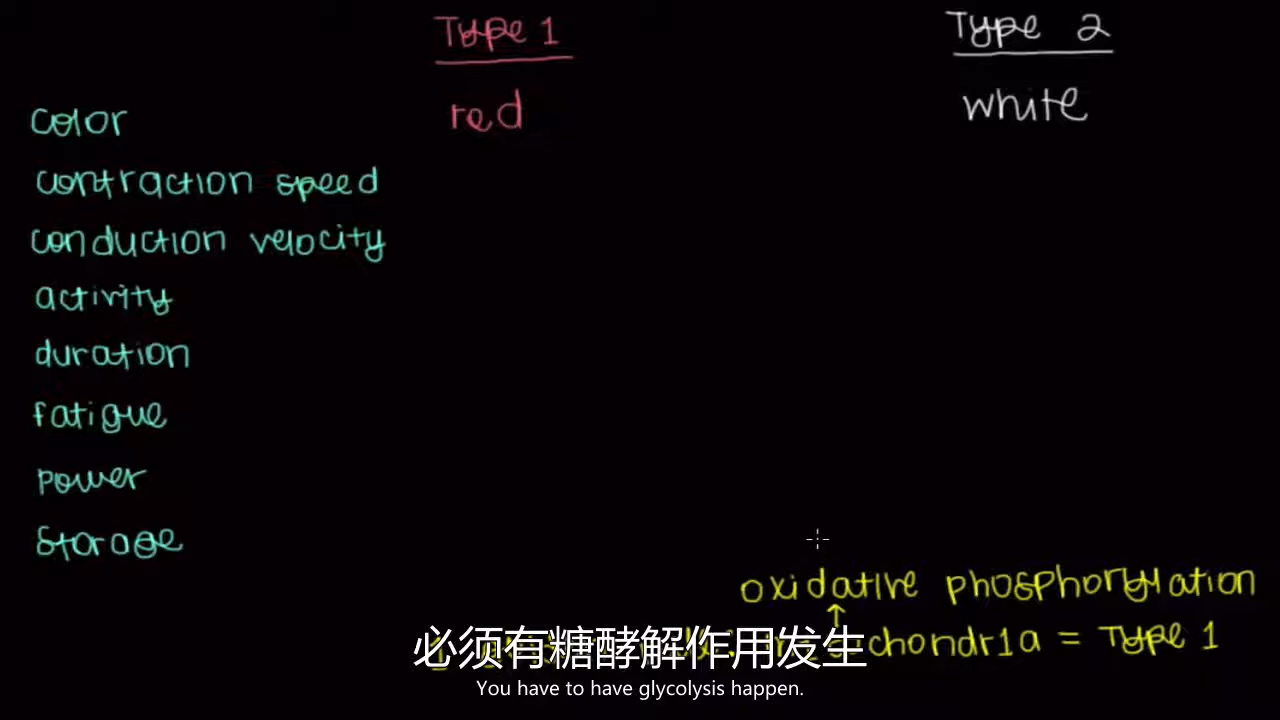 Type 1 Type 2
color red white
contraction speed
conduction velocity
activity
duration
fatigue
power
storage
oxidative phosphorylation
↑
= Type 1
必须有糖酵解作用发生
You have to have glycolysis happen.